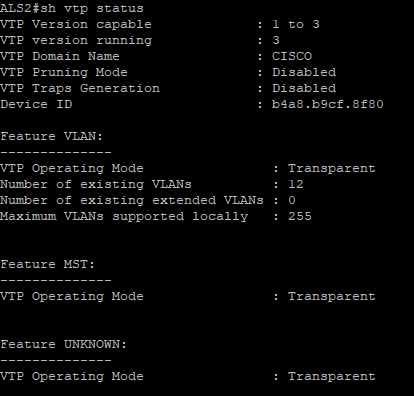 ALS2#sh vtp status
VTP Version capable             : 1 to 3
VTP version running             : 3
VTP Domain Name                 : CISCO
VTP Pruning Mode                : Disabled
VTP Traps Generation            : Disabled
Device ID                       : b4a8.b9cf.8f80
Feature VLAN:
--------------
VTP Operating Mode                : Transparent
Number of existing VLANs          : 12
Number of existing extended VLANs : 0
Maximum VLANs supported locally   : 255
Feature MST:
--------------
VTP Operating Mode                : Transparent
Feature UNKNOWN:
--------------
VTP Operating Mode                : Transparent